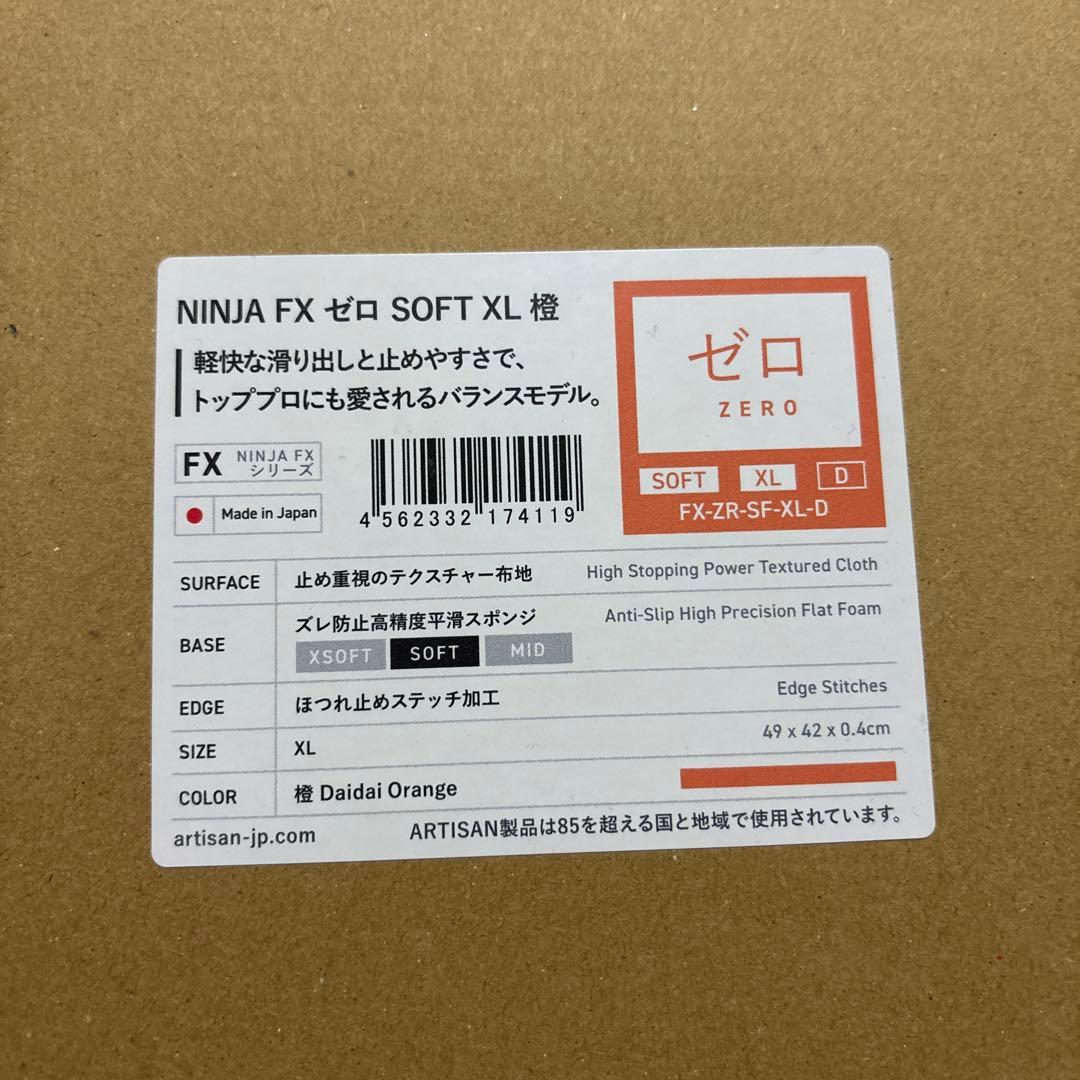 NINJA FX ゼロ SOFT XL 橙
軽快な滑り出しと止めやすさで、
トッププロにも愛されるバランスモデル。
FX NINJA FX シリーズ
Made in Japan
4 562332 174119
ゼロ
ZERO
SOFT XL D
FX-ZR-SF-XL-D
SURFACE 止め重視のテクスチャー布地 High Stopping Power Textured Cloth
BASE ズレ防止高精度平滑スポンジ Anti-Slip High Precision Flat Foam
XSOFT SOFT MID
EDGE ほつれ止めステッチ加工 Edge Stitches
SIZE XL 49 x 42 x 0.4cm
COLOR 橙 Daidai Orange
artisan-jp.com ARTISAN製品は85を超える国と地域で使用されています。